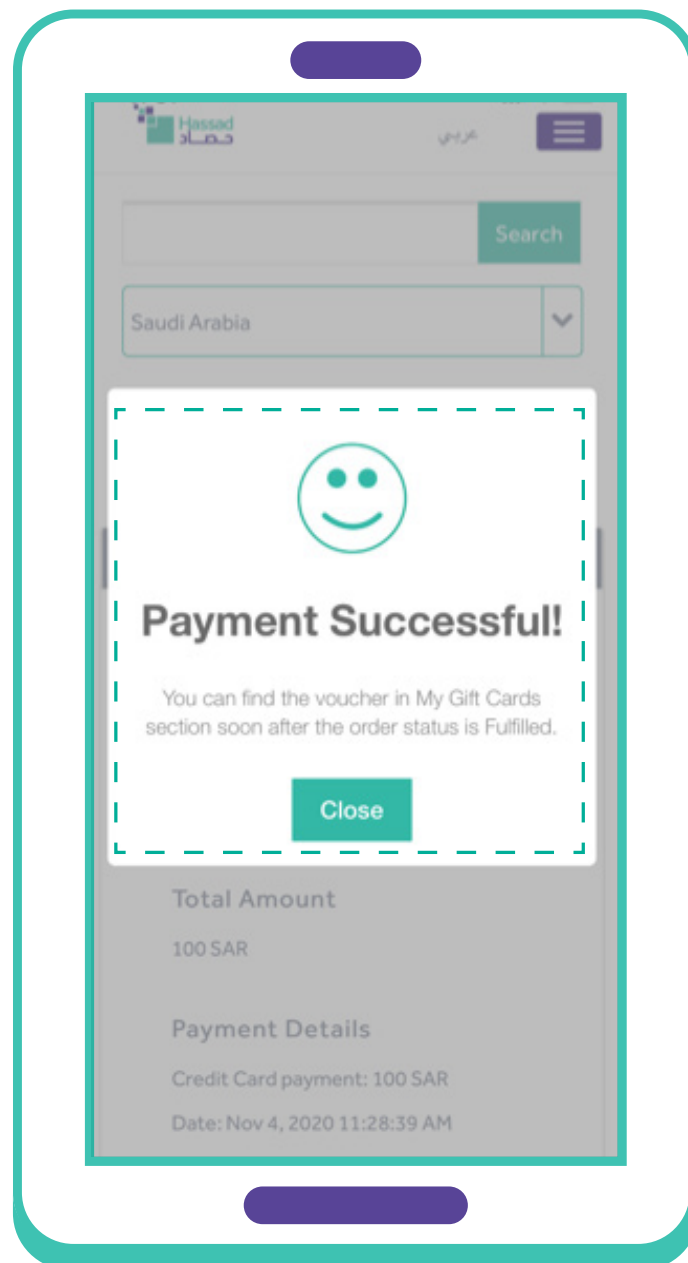 Hassad
حصاد
عربي
Search
Saudi Arabia
Payment Successful!
You can find the voucher in My Gift Cards
section soon after the order status is Fulfilled.
Close
Total Amount
100 SAR
Payment Details
Credit Card payment: 100 SAR
Date: Nov 4, 2020 11:28:39 AM